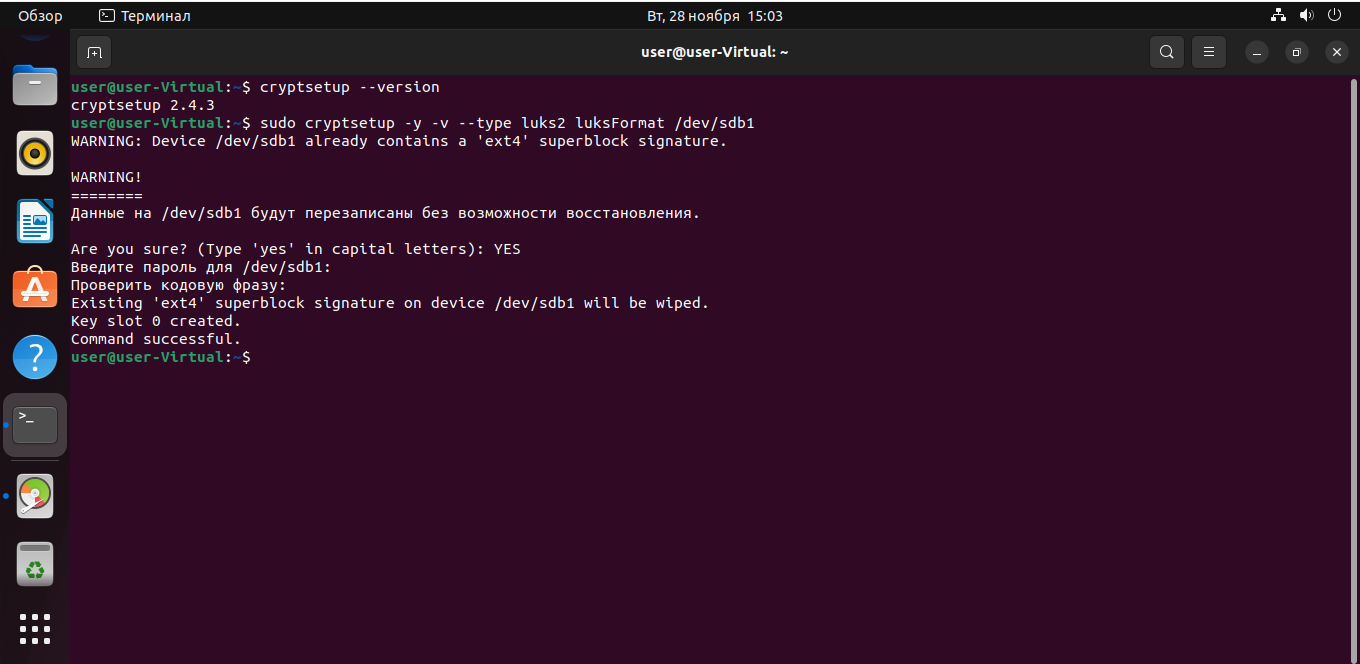 Обзор
Терминал
Вт, 28 ноября 15:03
user@user-Virtual: ~
user@user-Virtual:~$ cryptsetup --version
cryptsetup 2.4.3
user@user-Virtual:~$ sudo cryptsetup -y -v --type luks2 luksFormat /dev/sdb1
WARNING: Device /dev/sdb1 already contains a 'ext4' superblock signature.
WARNING!
========
Данные на /dev/sdb1 будут перезаписаны без возможности восстановления.
Are you sure? (Type 'yes' in capital letters): YES
Введите пароль для /dev/sdb1:
Проверить кодовую фразу:
Existing 'ext4' superblock signature on device /dev/sdb1 will be wiped.
Key slot 0 created.
Command successful.
user@user-Virtual:~$